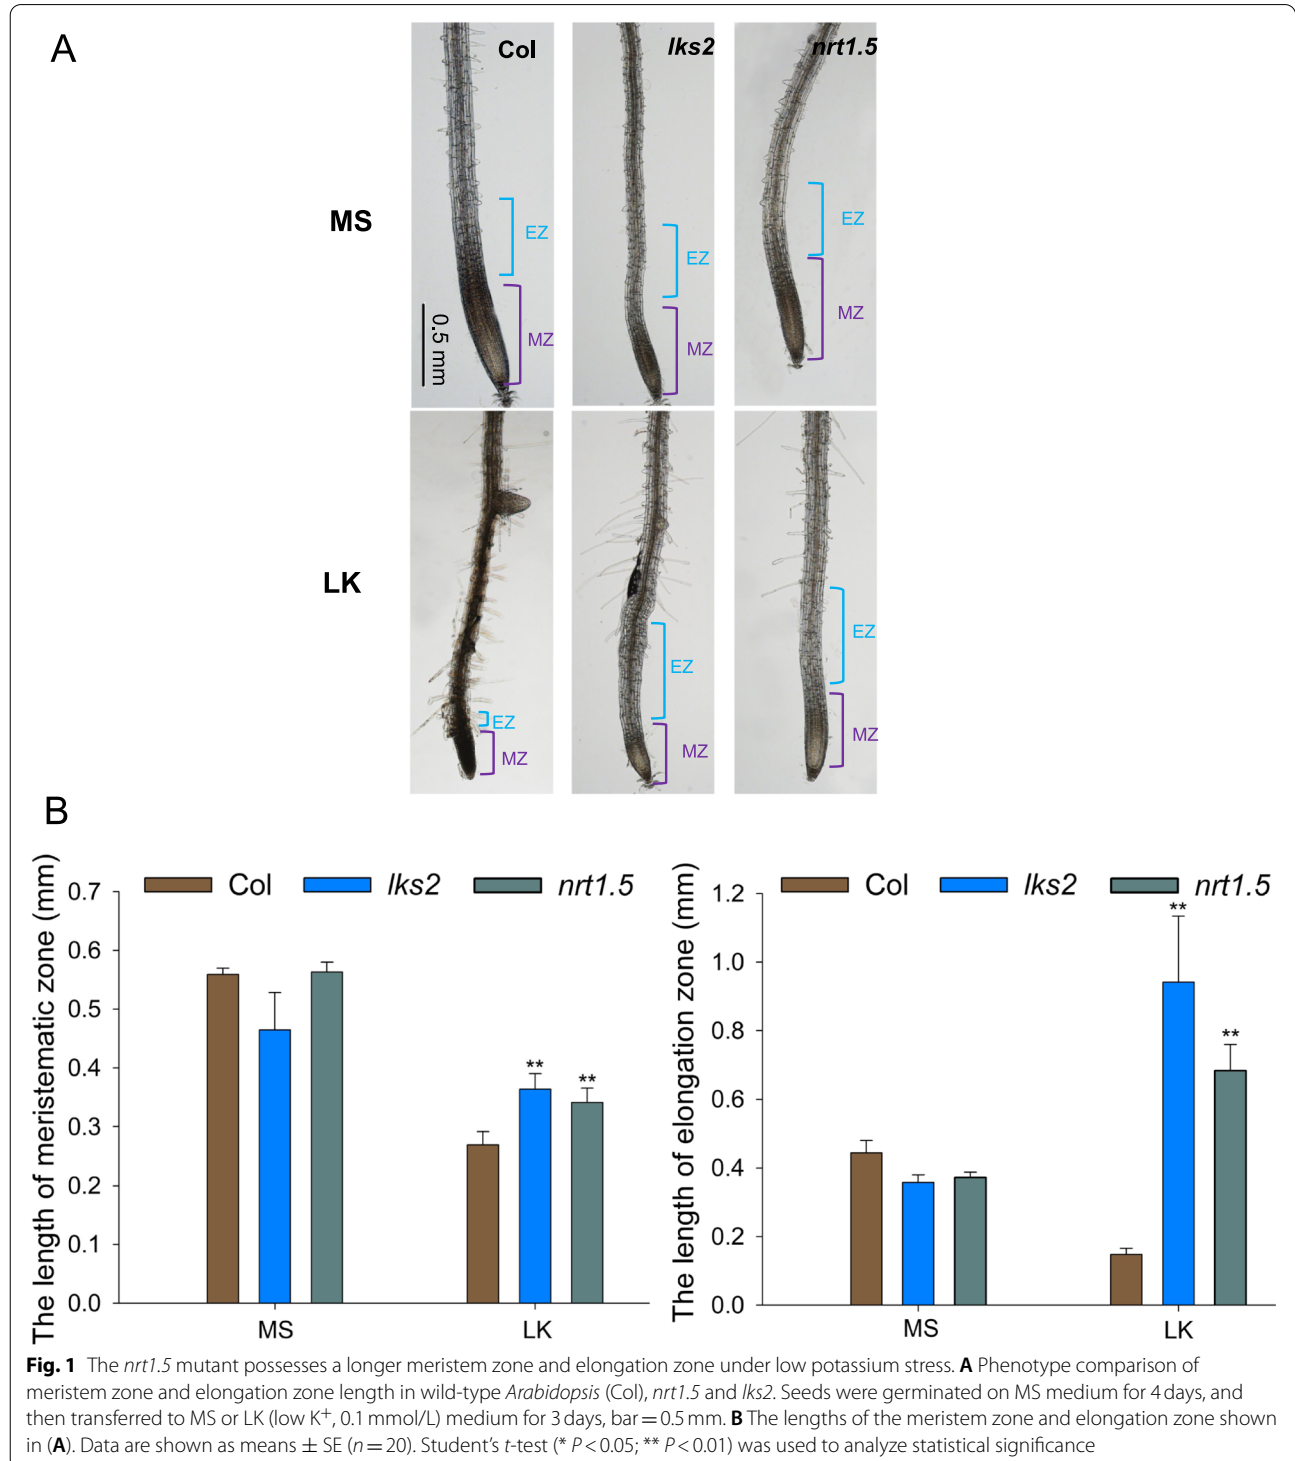 A
Col
lks2
nrt1.5
MS
EZ
EZ
EZ
MZ
MZ
MZ
0.5 mm
LK
EZ
MZ
EZ
MZ
EZ
MZ
B
The length of meristematic zone (mm)
Col lks2 nrt1.5
0.7
0.6
0.5
0.4
0.3
0.2
0.1
0.0
** **
MS LK
The length of elongation zone (mm)
Col lks2 nrt1.5
1.2
1.0
0.8
0.6
0.4
0.2
0.0
**
**
MS LK
Fig. 1 The nrt1.5 mutant possesses a longer meristem zone and elongation zone under low potassium stress. A Phenotype comparison of
meristem zone and elongation zone length in wild-type Arabidopsis (Col), nrt1.5 and lks2. Seeds were germinated on MS medium for 4 days, and
then transferred to MS or LK (low K+, 0.1 mmol/L) medium for 3 days, bar = 0.5 mm. B The lengths of the meristem zone and elongation zone shown
in (A). Data are shown as means ± SE (n = 20). Student's t-test (* P < 0.05; ** P < 0.01) was used to analyze statistical significance